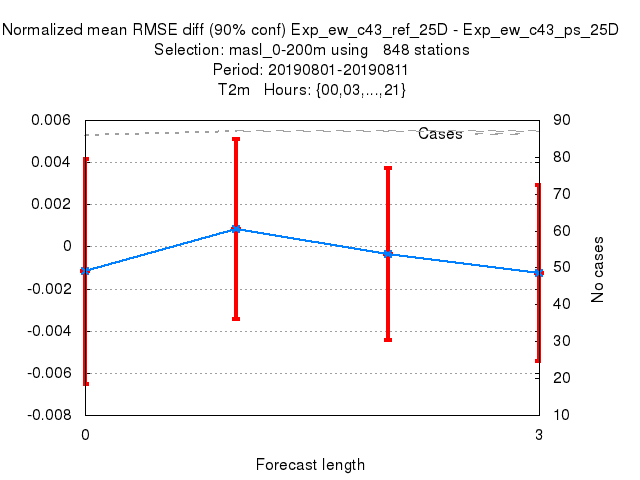 Normalized mean RMSE diff (90% conf) Exp_ew_c43_ref_25D - Exp_ew_c43_ps_25D
Selection: masl_0-200m using 848 stations
Period: 20190801-20190811
T2m Hours: {00,03,...,21}
0.006
0.004
0.002
0
-0.002
-0.004
-0.006
-0.008
Cases
90
80
70
60
50
40
30
20
10
No cases
0
3
Forecast length